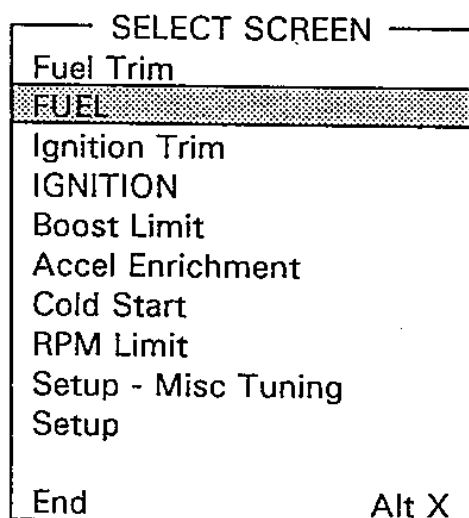 SELECT SCREEN
Fuel Trim
FUEL
Ignition Trim
IGNITION
Boost Limit
Accel Enrichment
Cold Start
RPM Limit
Setup - Misc Tuning
Setup
End Alt X